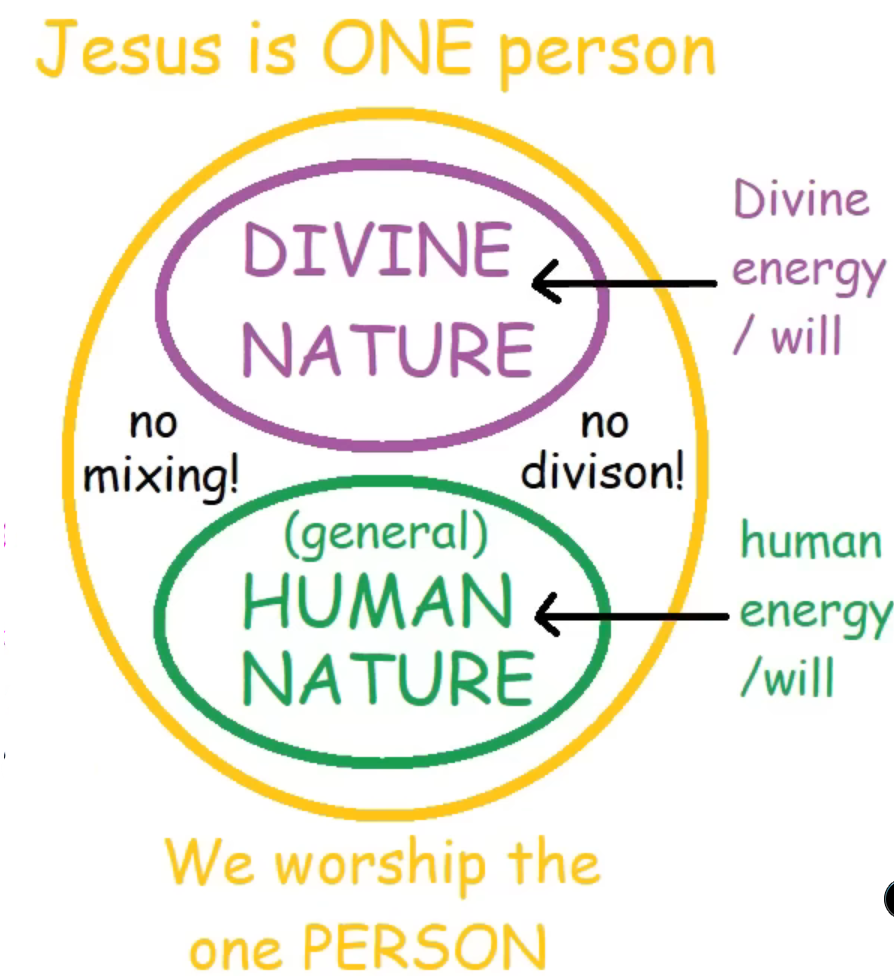 Jesus is ONE person
DIVINE
NATURE
Divine
energy
/ will
no
mixing!
no
divison!
(general)
HUMAN
NATURE
human
energy
/will
We worship the
one PERSON